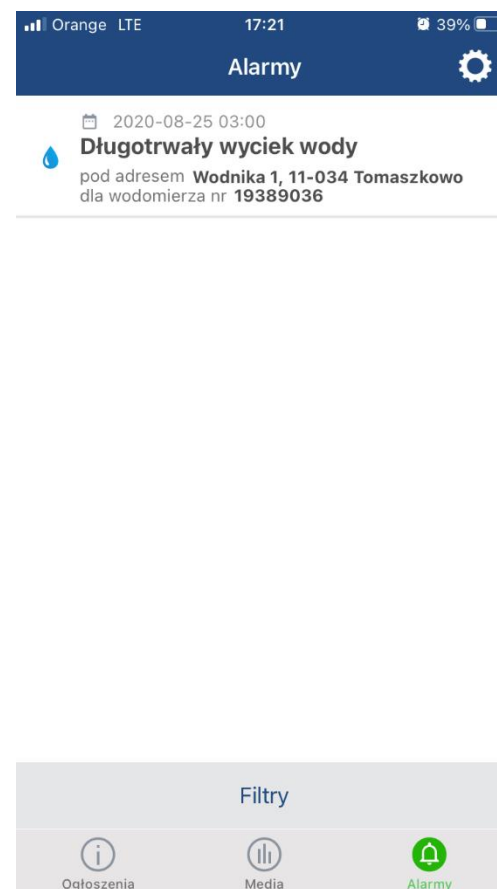 Orange LTE 17:21 39%
Alarmy
2020-08-25 03:00
Długotrwały wyciek wody
pod adresem Wodnika 1, 11-034 Tomaszkowo
dla wodomierza nr 19389036
Filtry
Ogłoszenia Media Alarmy